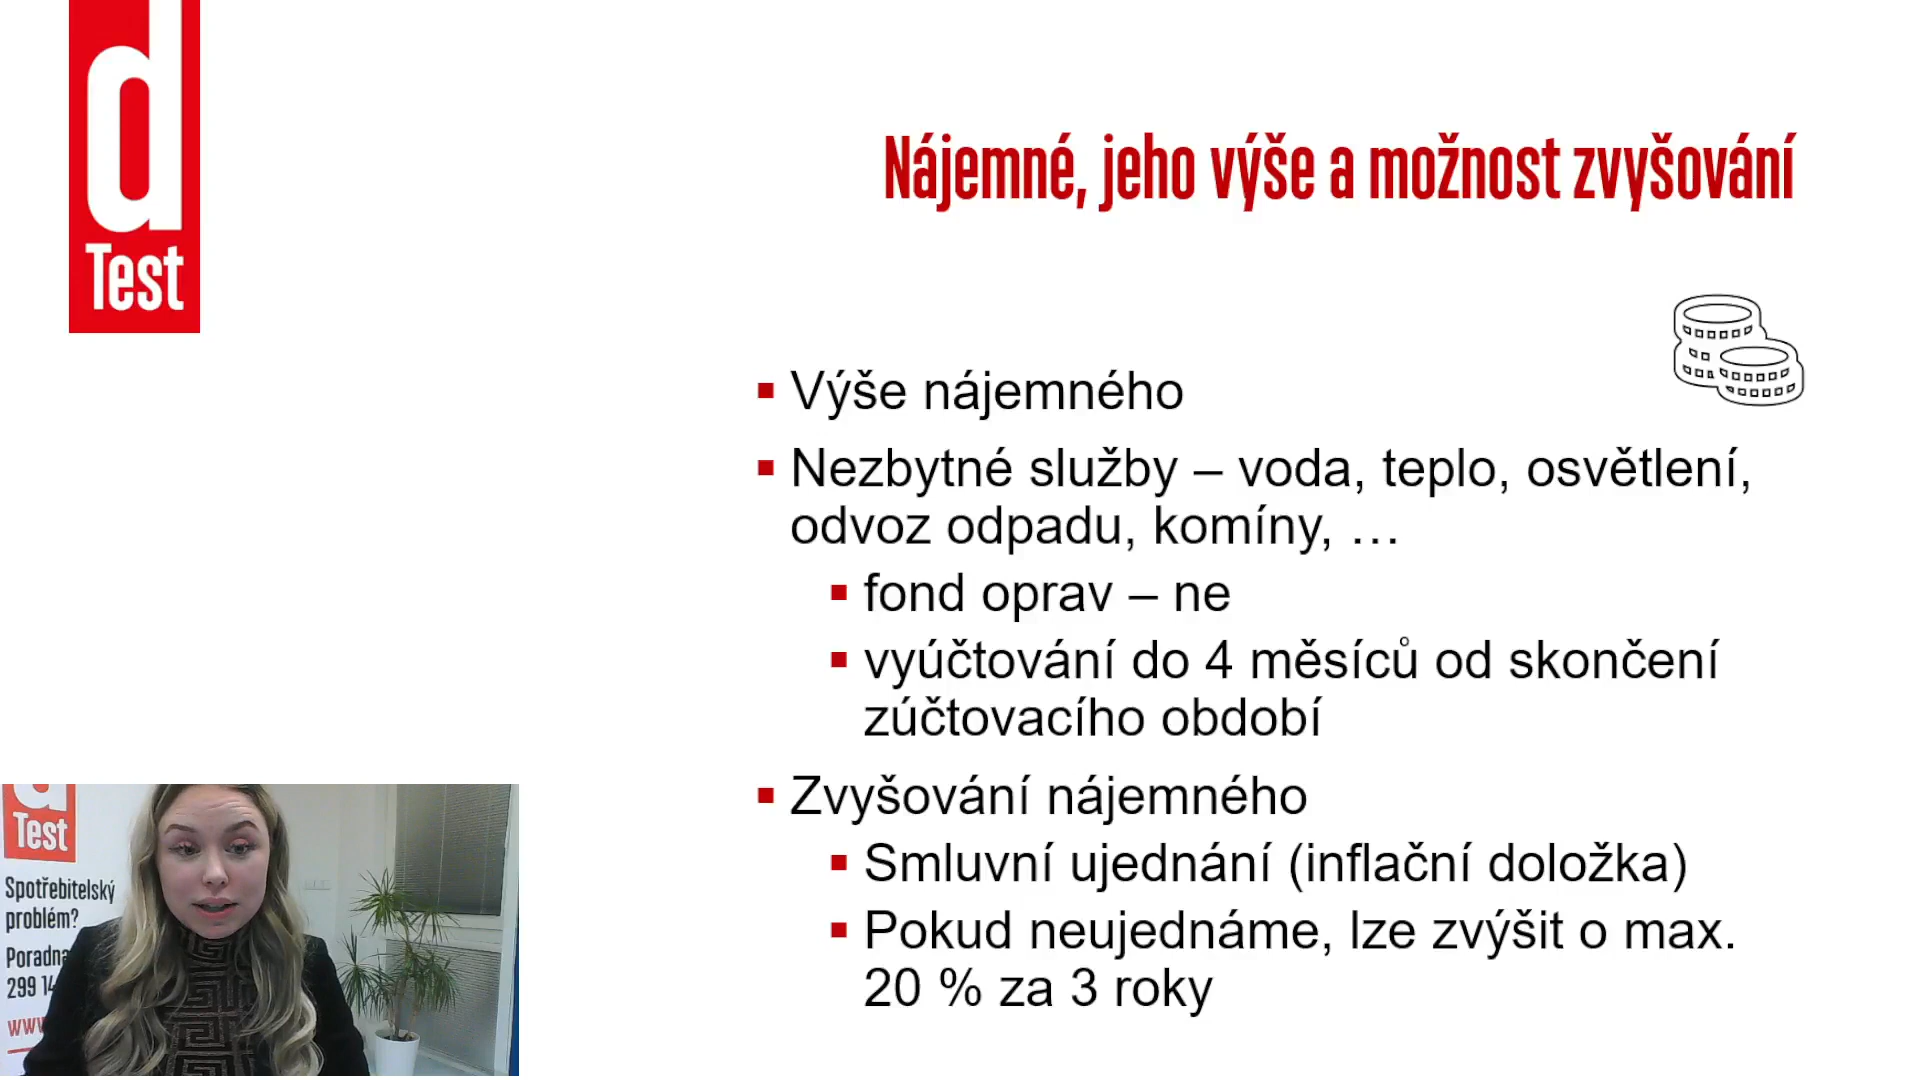 d
Test
Nájemné, jeho výše a možnost zvyšování
▪ Výše nájemného
▪ Nezbytné služby – voda, teplo, osvětlení,
odvoz odpadu, komíny, …
▪ fond oprav – ne
▪ vyúčtování do 4 měsíců od skončení
zúčtovacího období
▪ Zvyšování nájemného
▪ Smluvní ujednání (inflační doložka)
▪ Pokud neujednáme, lze zvýšit o max.
20 % za 3 roky
d
Test
Spotřebitelský
problém?
Poradna
299